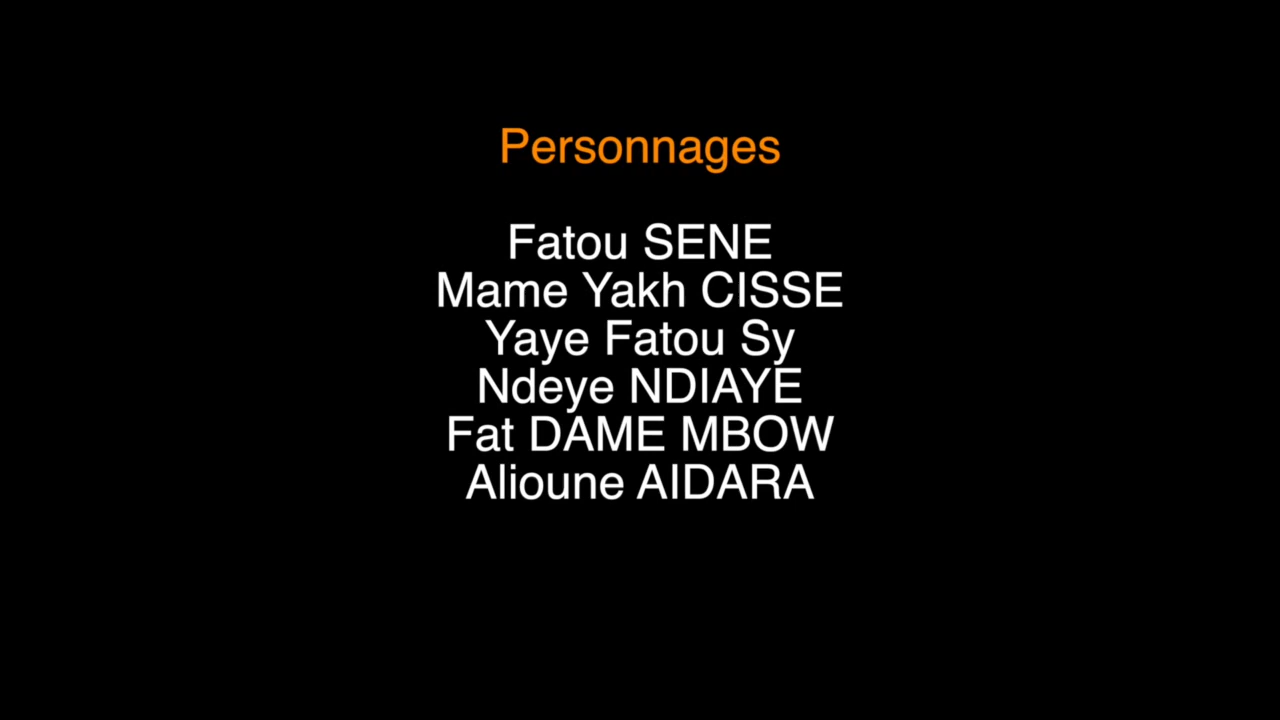 Personnages
Fatou SENE
Mame Yakh CISSE
Yaye Fatou Sy
Ndeye NDIAYE
Fat DAME MBOW
Alioune AIDARA